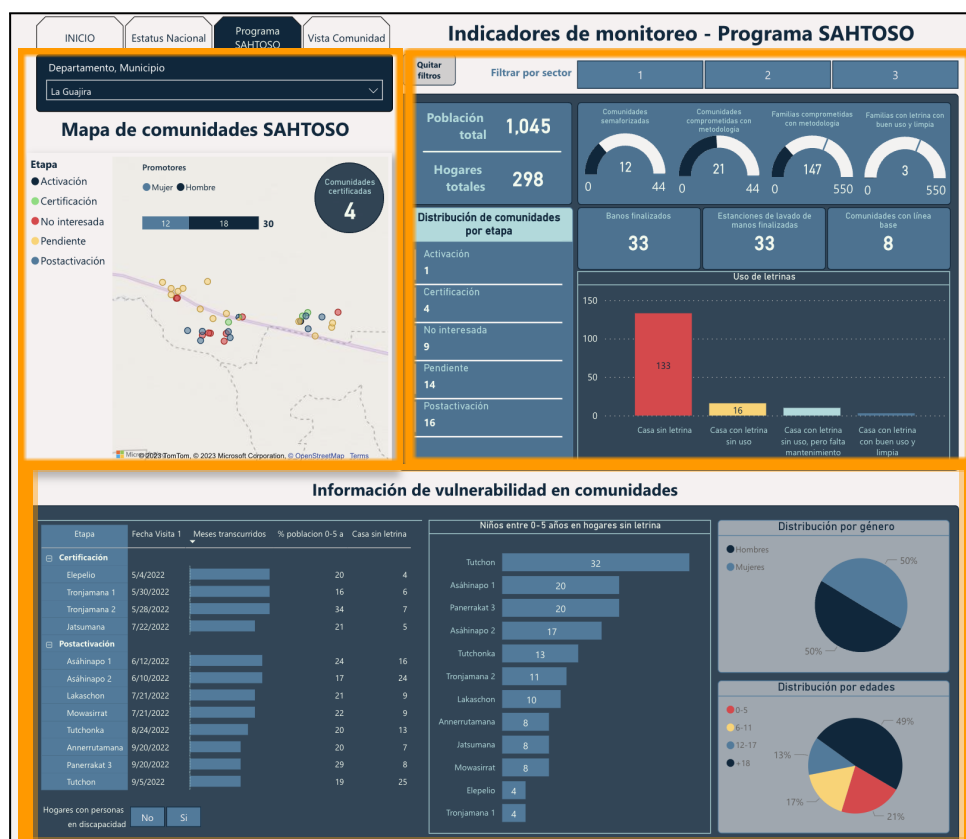 INICIO
Estatus Nacional
Programa
SAHTOSO
Vista Comunidad
Indicadores de monitoreo - Programa SAHTOSO
Departamento, Municipio
La Guajira
Mapa de comunidades SAHTOSO
Etapa
Activación
Certificación
No interesada
Pendiente
Postactivación
Promotores
Mujer Hombre
12 18 30
Comunidades
certificadas
4
© 2023 TomTom, © 2023 Microsoft Corporation, © OpenStreetMap Terms
Quitar
filtros
Filtrar por sector
1 2 3
Población
total
1,045
Hogares
totales
298
Comunidades
semaforizadas
12
0 44
Comunidades
comprometidas con
metodología
21
0 44
Familias comprometidas
con metodología
147
0 550
Familias con letrina con
buen uso y limpia
3
0 550
Distribución de comunidades
por etapa
Activación
1
Certificación
4
No interesada
9
Pendiente
14
Postactivación
16
Banos finalizados
33
Estanciones de lavado de
manos finalizadas
33
Comunidades con línea
base
8
Uso de letrinas
150
100
50
0
133
16
Casa sin letrina
Casa con letrina
sin uso
Casa con letrina
sin uso, pero falta
mantenimiento
Casa con letrina
con buen uso y
limpia
Información de vulnerabilidad en comunidades
Etapa Fecha Visita 1 Meses transcurridos % poblacion 0-5 a Casa sin letrina
Certificación
Elepelio 5/4/2022 20 4
Tronjamana 1 5/30/2022 16 6
Tronjamana 2 5/28/2022 34 7
Jatsumana 7/22/2022 21 5
Postactivación
Asáhinapo 1 6/12/2022 24 16
Asáhinapo 2 6/10/2022 17 24
Lakaschon 7/21/2022 21 9
Mowasirrat 7/21/2022 22 9
Tutchonka 8/24/2022 20 13
Annerrutamana 9/20/2022 20 7
Panerrakat 3 9/20/2022 29 8
Tutchon 9/5/2022 19 25
Hogares con personas
en discapacidad
No Si
Niños entre 0-5 años en hogares sin letrina
Tutchon 32
Asáhinapo 1 20
Panerrakat 3 20
Asáhinapo 2 17
Tutchonka 13
Tronjamana 2 11
Lakaschon 10
Annerrutamana 8
Jatsumana 8
Mowasirrat 8
Elepelio 4
Tronjamana 1 4
Distribución por género
Hombres
Mujeres
50%
50%
Distribución por edades
0-5
6-11
12-17
+18
49%
13%
17%
21%